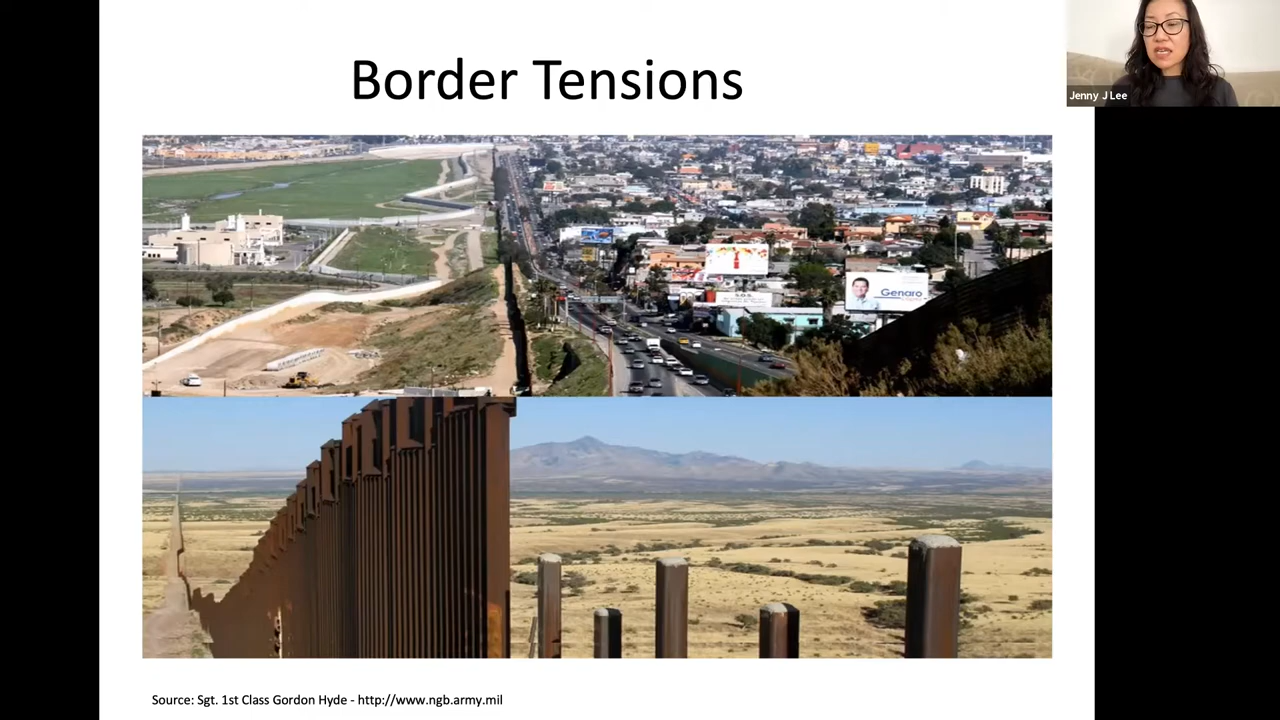 Border Tensions
Jenny J Lee
S.O.S.
Genaro
Source: Sgt. 1st Class Gordon Hyde - http://www.ngb.army.mil